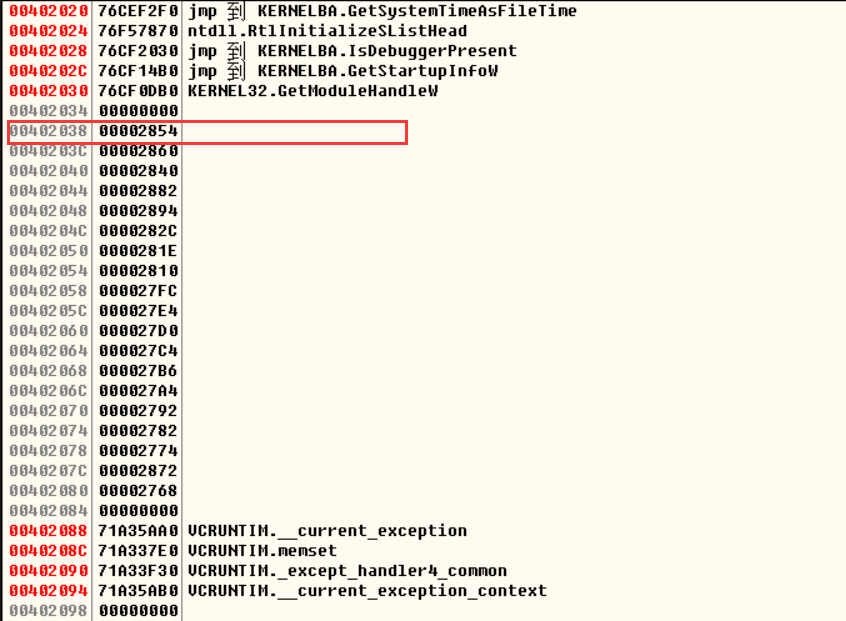 00402020 76CEF2F0 jmp 到 KERNELBA.GetSystemTimeAsFileTime
00402024 76F57870 ntdll.RtlInitializeSListHead
00402028 76CF2030 jmp 到 KERNELBA.IsDebuggerPresent
0040202C 76CF14B0 jmp 到 KERNELBA.GetStartupInfoW
00402030 76CF0DB0 KERNEL32.GetModuleHandleW
00402034 00000000
00402038 00002854
0040203C 00002860
00402040 00002840
00402044 00002882
00402048 00002894
0040204C 0000282C
00402050 0000281E
00402054 00002810
00402058 000027FC
0040205C 000027E4
00402060 000027D0
00402064 000027C4
00402068 000027B6
0040206C 000027A4
00402070 00002792
00402074 00002782
00402078 00002774
0040207C 00002872
00402080 00002768
00402084 00000000
00402088 71A35AA0 VCRUNTIM.__current_exception
0040208C 71A337E0 VCRUNTIM.memset
00402090 71A33F30 VCRUNTIM._except_handler4_common
00402094 71A35AB0 VCRUNTIM.__current_exception_context
00402098 00000000